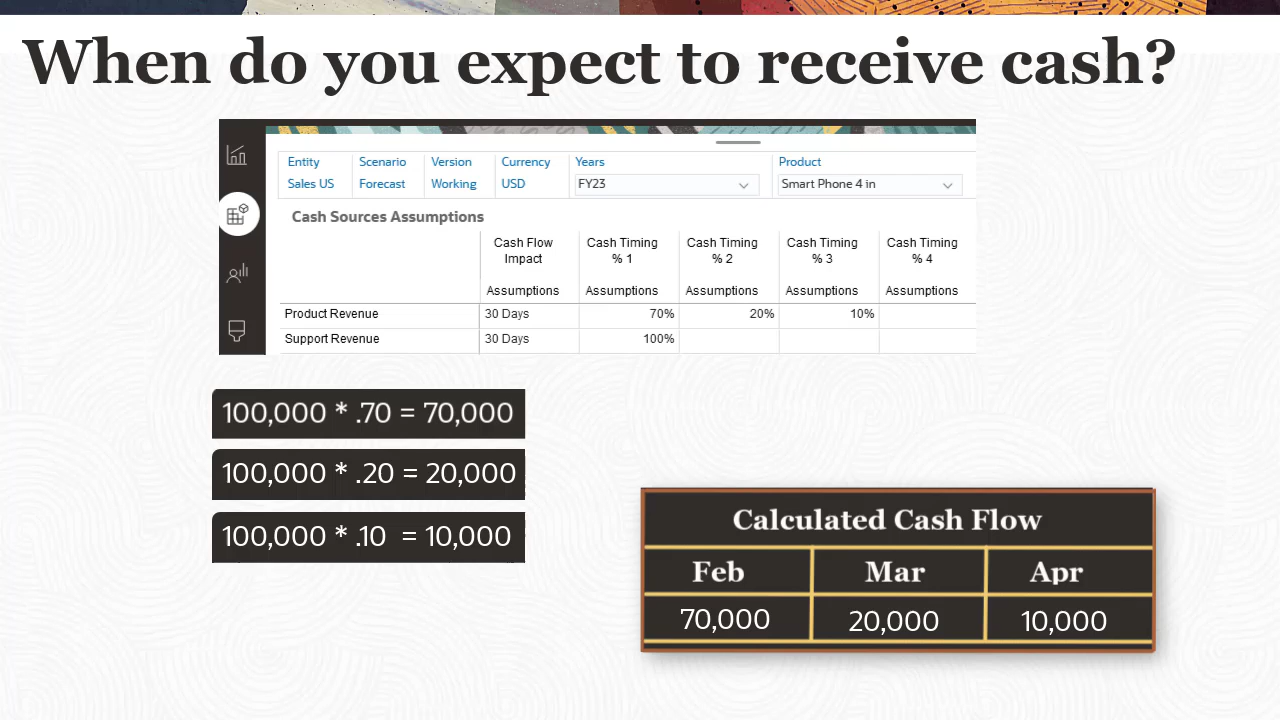 When do you expect to receive cash?
Entity Scenario Version Currency Years Product
Sales US Forecast Working USD FY23 Smart Phone 4 in
Cash Sources Assumptions
Cash Flow Cash Timing Cash Timing Cash Timing Cash Timing
Impact % 1 % 2 % 3 % 4
Assumptions Assumptions Assumptions Assumptions Assumptions
Product Revenue 30 Days 70% 20% 10%
Support Revenue 30 Days 100%
100,000 * .70 = 70,000
100,000 * .20 = 20,000
100,000 * .10 = 10,000
Calculated Cash Flow
Feb Mar Apr
70,000 20,000 10,000